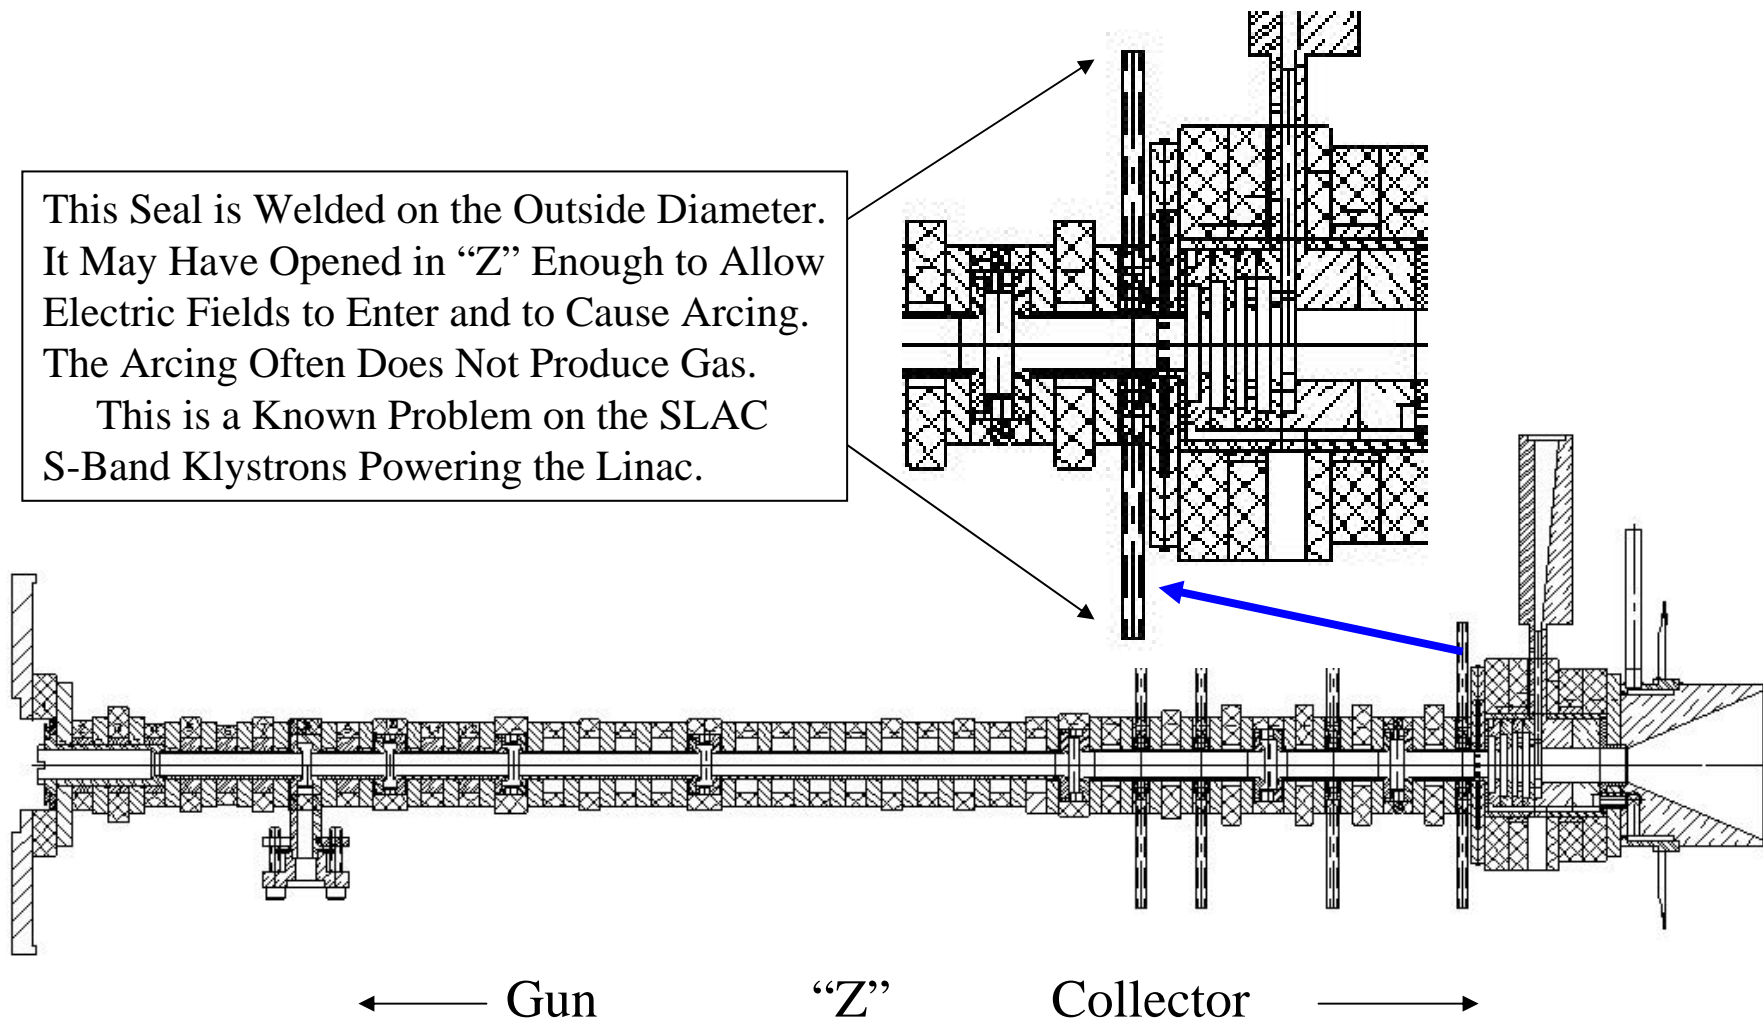 This Seal is Welded on the Outside Diameter.
It May Have Opened in “Z” Enough to Allow
Electric Fields to Enter and to Cause Arcing.
The Arcing Often Does Not Produce Gas.
This is a Known Problem on the SLAC
S-Band Klystrons Powering the Linac.
Gun “Z” Collector